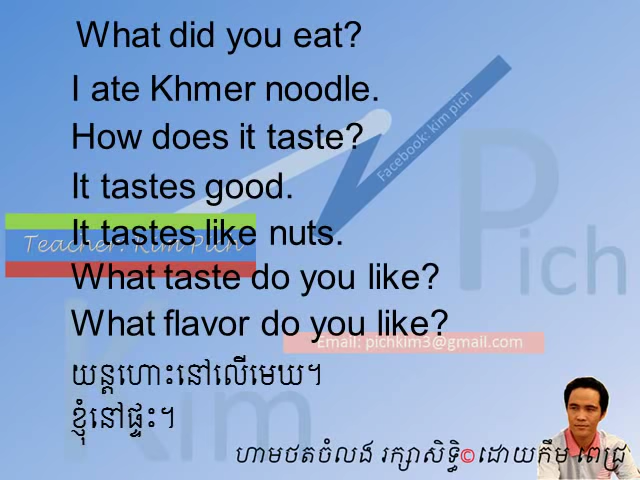 What did you eat?
I ate Khmer noodle.
Facebook: kim pich
How does it taste?
It tastes good.
Pich
It tastes like nuts.
Teacher: Kim Pich
What taste do you like?
What flavor do you like?
Email: pichkim3@gmail.com
យន្តហោះនៅលើមេឃ។
Kim
ខ្ញុំនៅផ្ទះ។
ហាមថតចំលង រក្សាសិទ្ធិ©ដោយកឹម ពេជ្រ